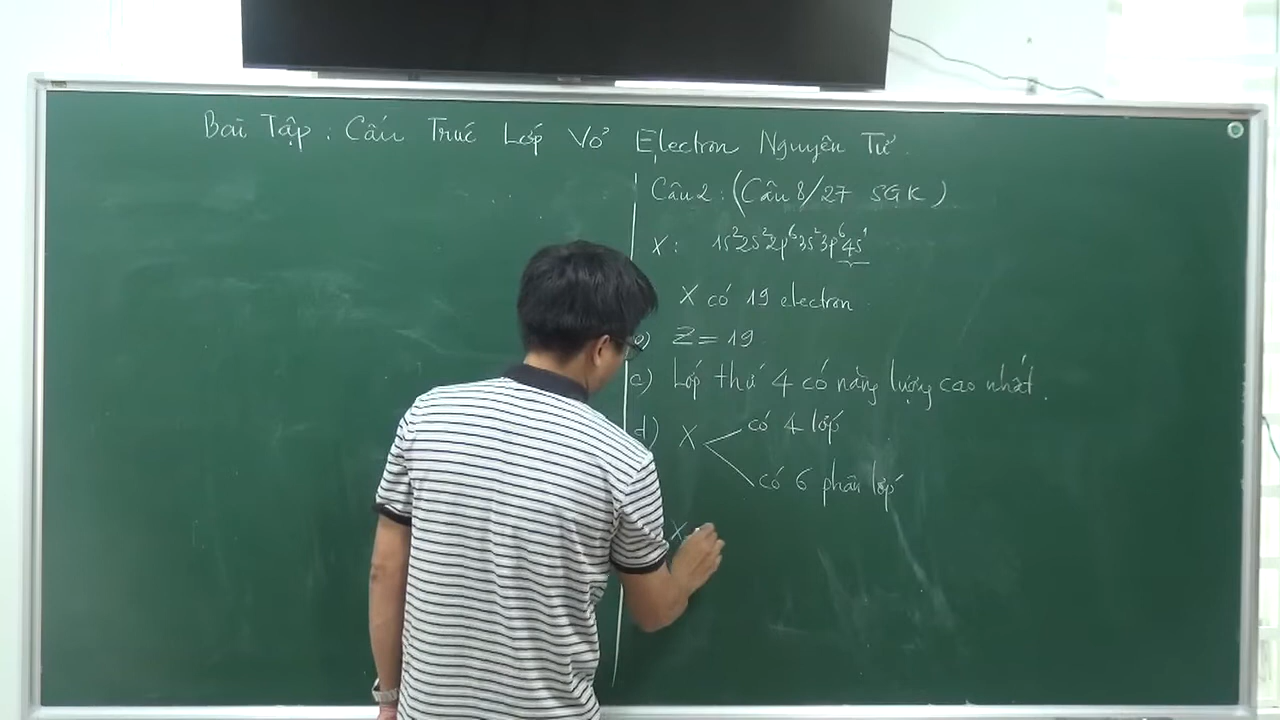 Bài Tập : Cấu Trúc Lớp Vỏ Electron Nguyên Tử.
Câu 2 : (Câu 8/27 SGK)
X : 1s²2s²2p⁶3s²3p⁶4s¹
X có 19 electron
b) Z = 19
c) Lớp thứ 4 có năng lượng cao nhất.
d) X có 4 lớp
có 6 phân lớp
X